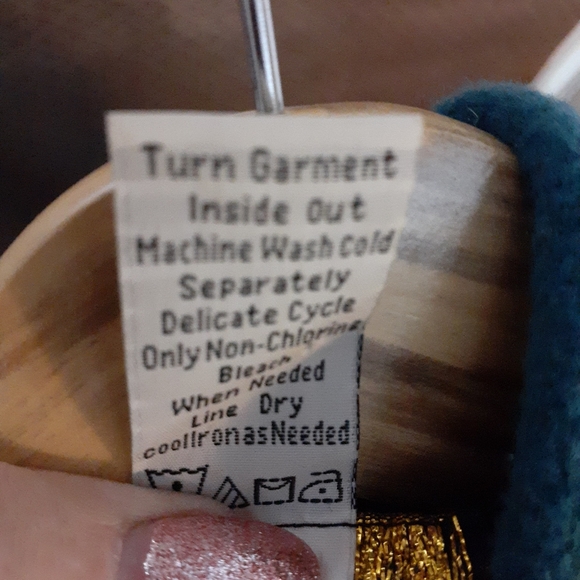 Turn Garment
Inside Out
Machine Wash Cold
Separately
Delicate Cycle
Only Non-Chlorine
Bleach
When Needed
Line Dry
coolIronasNeeded